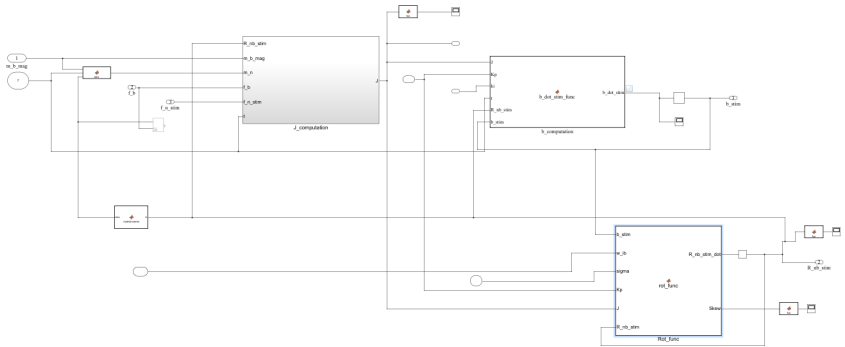 R_nb_stim
1
m_b_mag
m_b_mag
m_n
J
f_b
f_b
f_n_stim
f_n_stim
t
J_computation
J
Kp
ki
b_dot_stim_func
b_dot_stim
t
R_nb_stim
b_stim
b_stim
b_computation
b_stim
w_ib
R_nb_stim_dot
sigma
rot_func
Kp
R_nb_stim
J
Skew
R_nb_stim
Rot_func